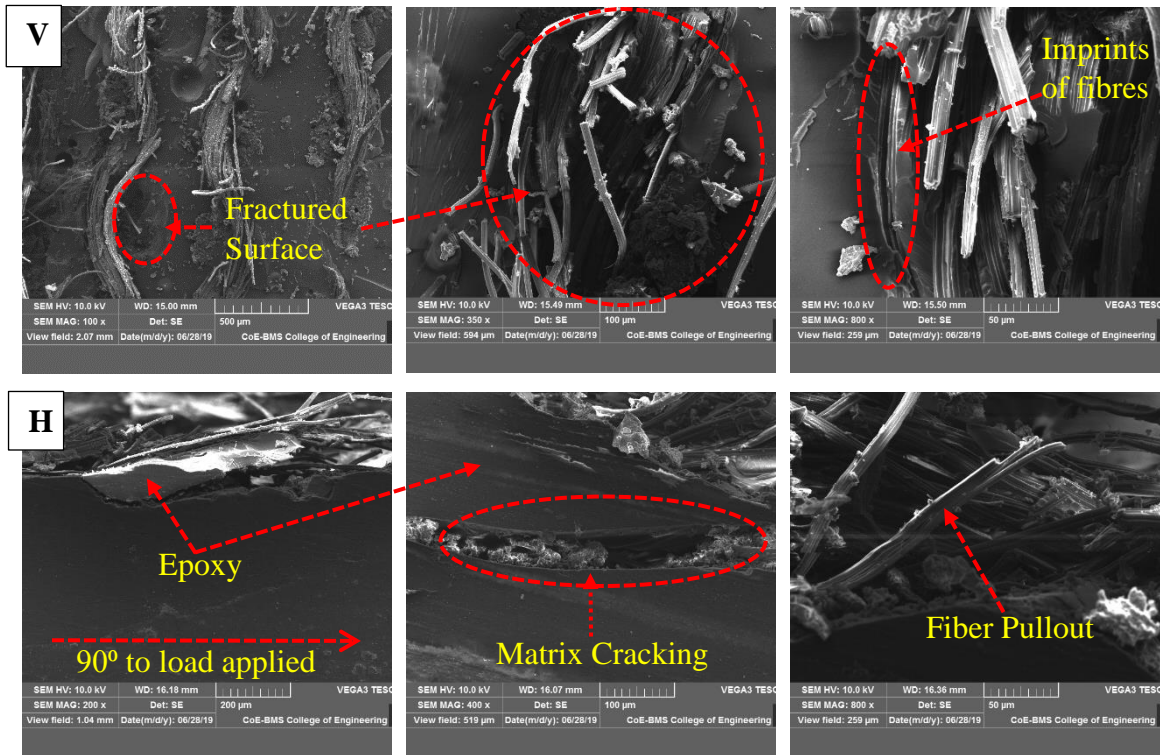 V
Fractured
Surface
Imprints
of fibres
SEM HV: 10.0 kV WD: 15.00 mm VEGA3 TESC
SEM MAG: 100 x Det: SE 500 µm
View field: 2.07 mm Date(m/d/y): 06/28/19 CoE-BMS College of Engineering
SEM HV: 10.0 kV WD: 15.49 mm VEGA3 TESC
SEM MAG: 350 x Det: SE 100 µm
View field: 594 µm Date(m/d/y): 06/28/19 CoE-BMS College of Engineering
SEM HV: 10.0 kV WD: 15.50 mm VEGA3 TESC
SEM MAG: 800 x Det: SE 50 µm
View field: 259 µm Date(m/d/y): 06/28/19 CoE-BMS College of Engineering
H
Epoxy
90º to load applied
Matrix Cracking
Fiber Pullout
SEM HV: 10.0 kV WD: 16.18 mm VEGA3 TESC
SEM MAG: 200 x Det: SE 200 µm
View field: 1.04 mm Date(m/d/y): 06/28/19 CoE-BMS College of Engineering
SEM HV: 10.0 kV WD: 16.07 mm VEGA3 TESC
SEM MAG: 400 x Det: SE 100 µm
View field: 519 µm Date(m/d/y): 06/28/19 CoE-BMS College of Engineering
SEM HV: 10.0 kV WD: 16.36 mm VEGA3 TESC
SEM MAG: 800 x Det: SE 50 µm
View field: 259 µm Date(m/d/y): 06/28/19 CoE-BMS College of Engineering